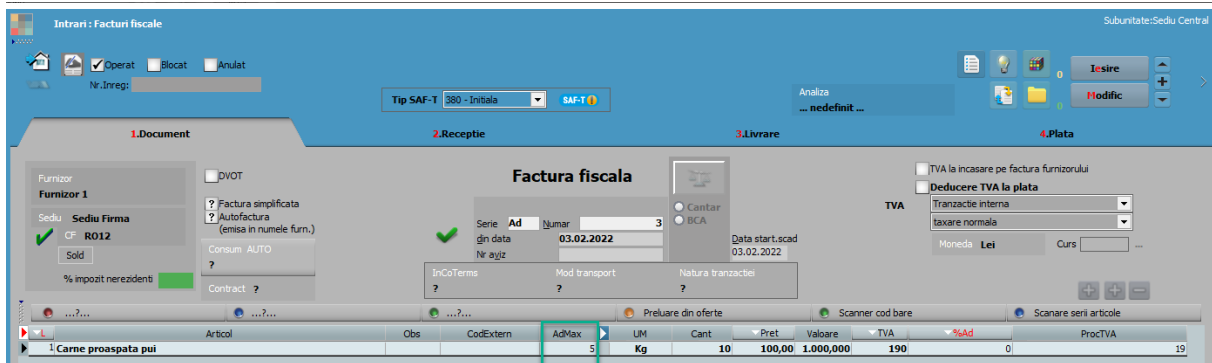 Intrari : Facturi fiscale
Subunitate:Sediu Central
Operat Blocat Anulat
Nr.Inreg:
Tip SAF-T 380 - Initiala SAF-T
Analiza
... nedefinit ...
0
0
Iesire
Modific
1.Document 2.Receptie 3.Livrare 4.Plata
Furnizor
Furnizor 1
Sediu Sediu Firma
CF RO12
Sold
% impozit nerezidenti
DVOT
? Factura simplificata
? Autofactura
(emisa in numele furn.)
Consum AUTO
?
Contract ?
Factura fiscala
Serie Ad Numar 3
din data 03.02.2022
Nr aviz
Cantar
BCA
Data start.scad
03.02.2022
InCoTerms Mod transport Natura tranzactiei
? ? ?
TVA la incasare pe factura furnizorului
Deducere TVA la plata
TVA Tranzactie interna
taxare normala
Moneda Lei Curs ...
...?... ...?... ...?... Preluare din oferte Scanner cod bare Scanare serii articole
L Articol Obs CodExtern AdMax UM Cant Pret Valoare TVA %Ad ProcTVA
1 Carne proaspata pui 5 Kg 10 100,00 1.000,000 190 0 19